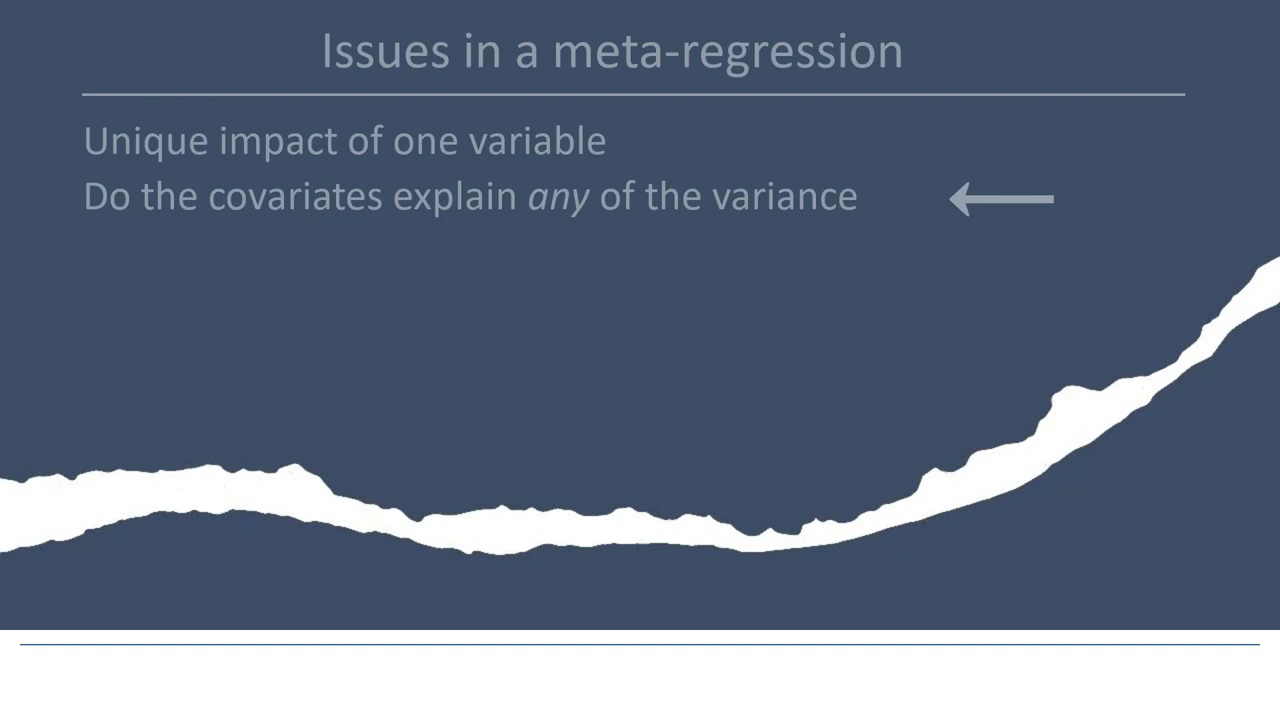 Issues in a meta-regression
Unique impact of one variable
Do the covariates explain any of the variance